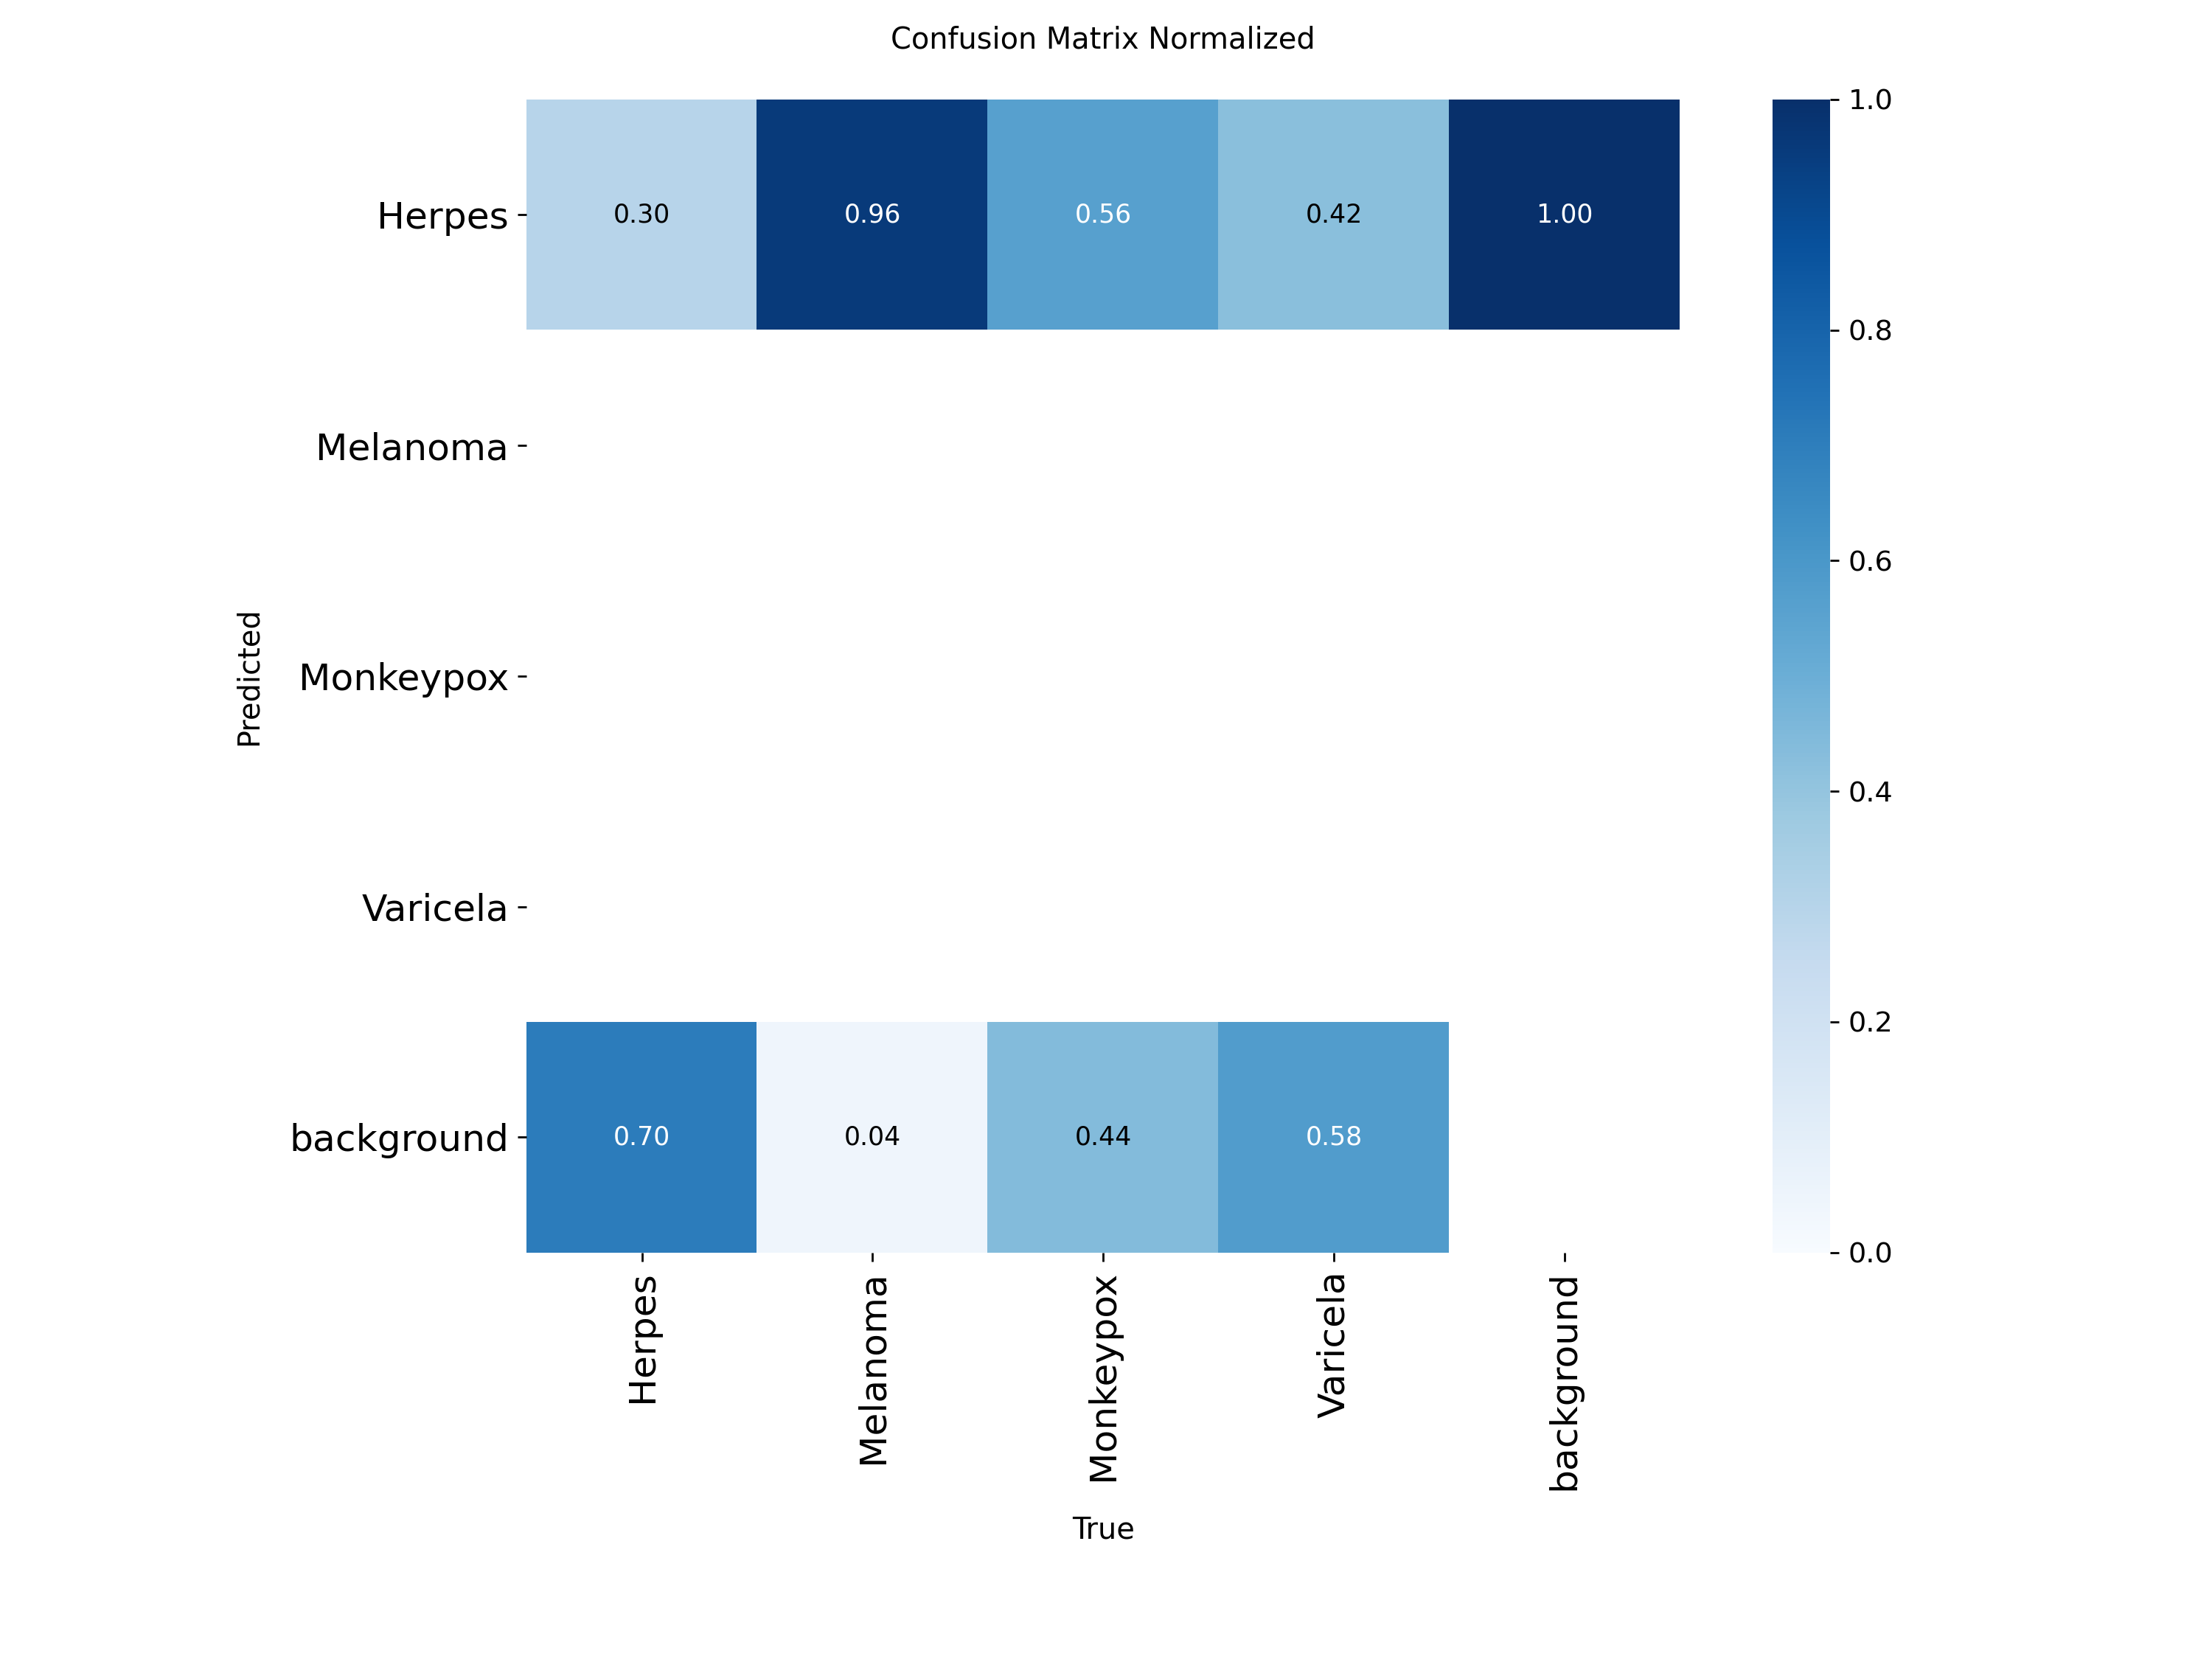 Confusion Matrix Normalized
Predicted
Herpes
0.30 0.96 0.56 0.42 1.00
Melanoma
Monkeypox
Varicela
background
0.70 0.04 0.44 0.58
Herpes Melanoma Monkeypox Varicela background
True
1.0
0.8
0.6
0.4
0.2
0.0